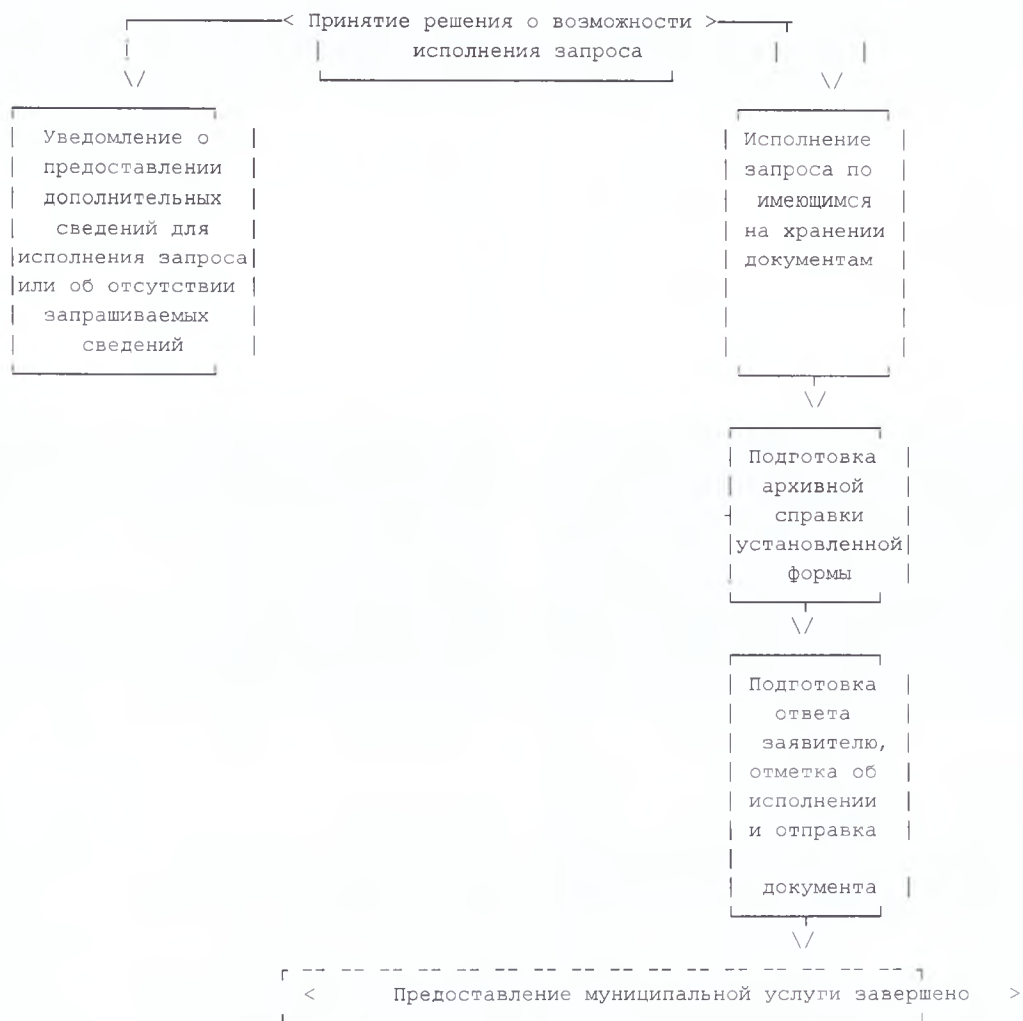 Принятие решения о возможности
исполнения запроса
Уведомление о
предоставлении
дополнительных
сведений для
исполнения запроса
или об отсутствии
запрашиваемых
сведений
Исполнение
запроса по
имеющимся
на хранении
документам
Подготовка
архивной
справки
установленной
формы
Подготовка
ответа
заявителю,
отметка об
исполнении
и отправка
документа
Предоставление муниципальной услуги завершено